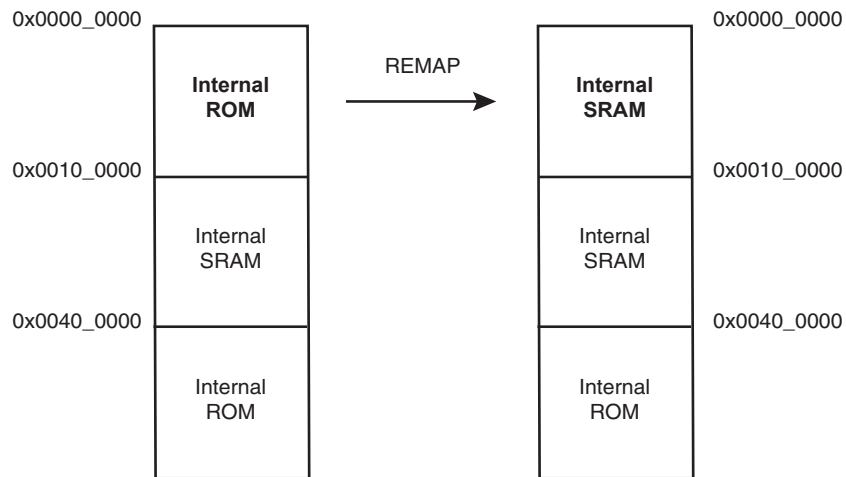 0x0000_0000
Internal
ROM
REMAP
Internal
SRAM
0x0000_0000
0x0010_0000
0x0010_0000
Internal
SRAM
Internal
SRAM
0x0040_0000
0x0040_0000
Internal
ROM
Internal
ROM